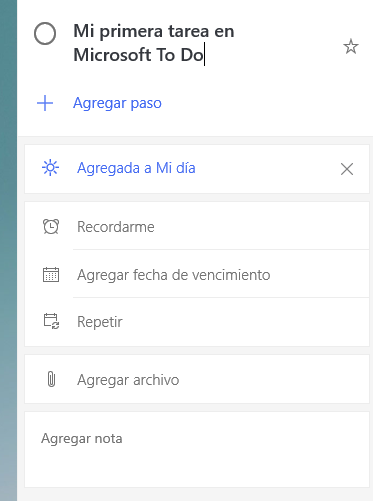 Mi primera tarea en
Microsoft To Do
Agregar paso
Agregada a Mi día
Recordarme
Agregar fecha de vencimiento
Repetir
Agregar archivo
Agregar nota